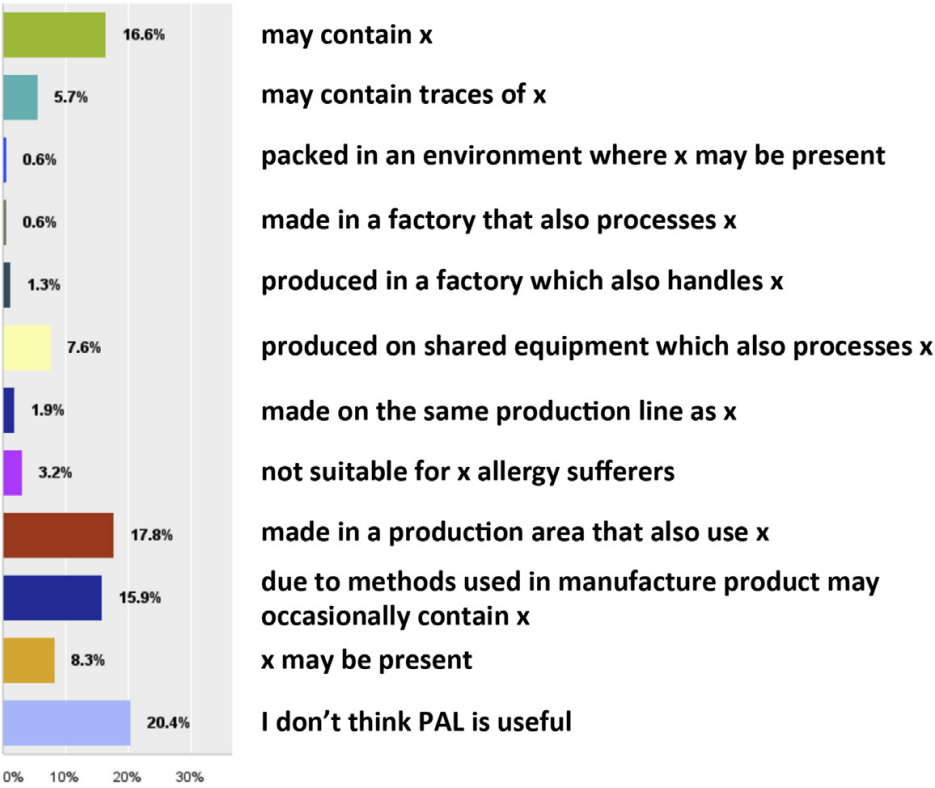 16.6% may contain x
5.7% may contain traces of x
0.6% packed in an environment where x may be present
0.6% made in a factory that also processes x
1.3% produced in a factory which also handles x
7.6% produced on shared equipment which also processes x
1.9% made on the same production line as x
3.2% not suitable for x allergy sufferers
17.8% made in a production area that also use x
15.9% due to methods used in manufacture product may
occasionally contain x
8.3% x may be present
20.4% I don't think PAL is useful
0% 10% 20% 30%